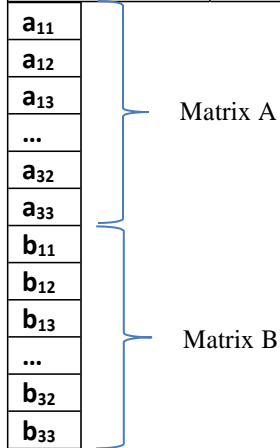 a11
a12
a13
Matrix A
...
a32
a33
b11
b12
b13
Matrix B
...
b32
b33